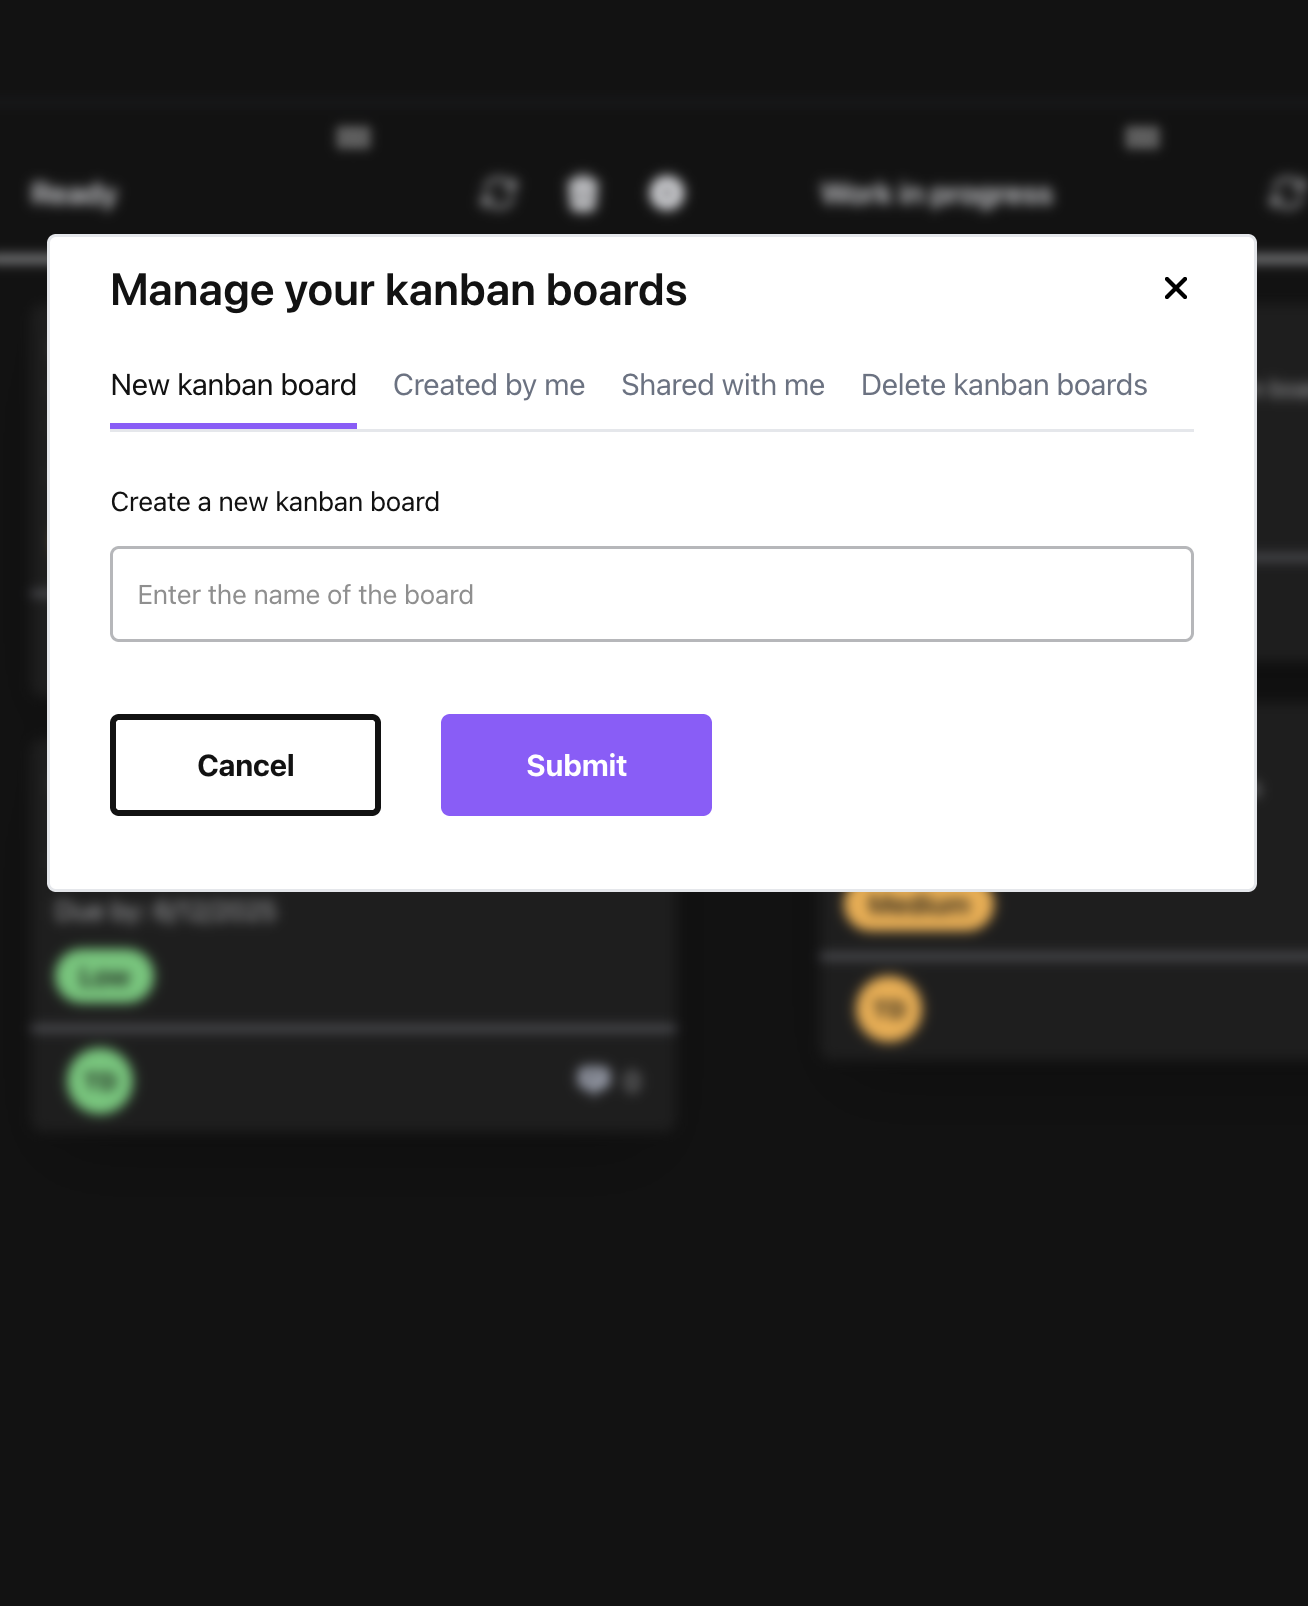 Ready
Work in progress
Manage your kanban boards
New kanban board
Created by me
Shared with me
Delete kanban boards
Create a new kanban board
Enter the name of the board
Cancel
Submit
Due by:
Medium
Low